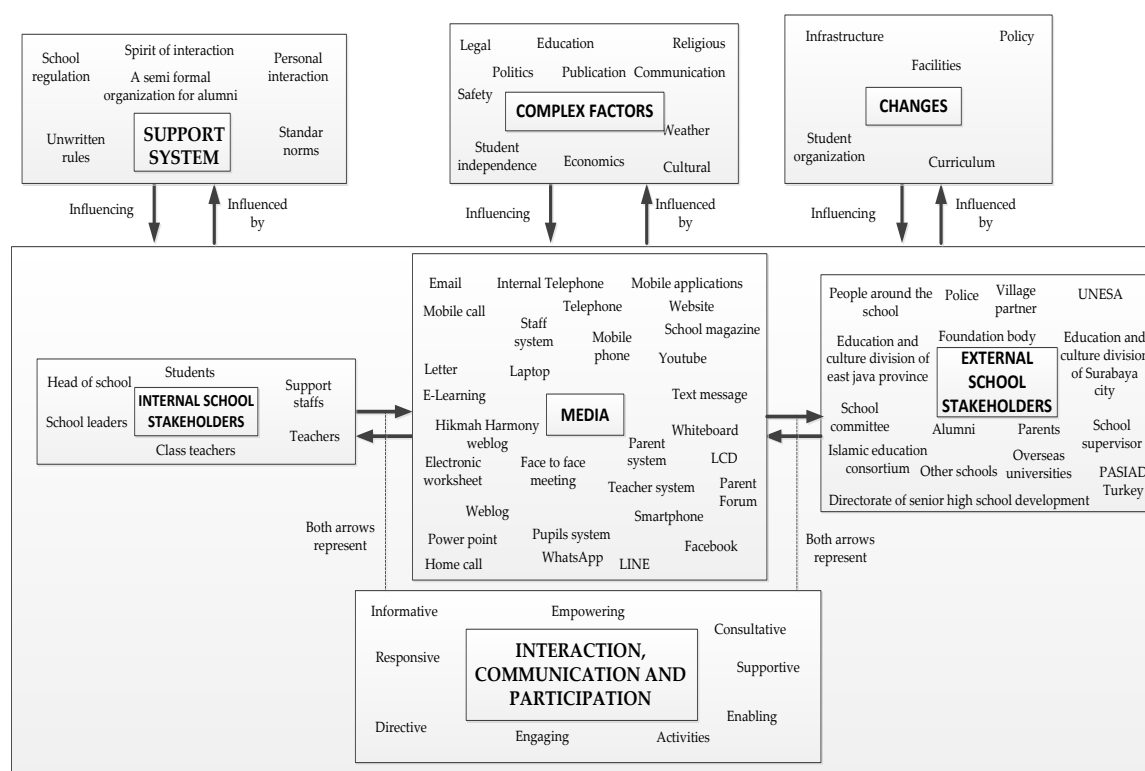 School
regulation
Spirit of interaction
Personal
interaction
A semi formal
organization for alumni
Unwritten
rules
SUPPORT
SYSTEM
Standar
norms
Legal
Education
Religious
Politics
Publication
Communication
Safety
COMPLEX FACTORS
Weather
Student
independence
Economics
Cultural
Infrastructure
Policy
Facilities
CHANGES
Student
organization
Curriculum
Influencing
Influenced
by
Influencing
Influenced
by
Influencing
Influenced
by
Head of school
Students
Support
staffs
School leaders
INTERNAL SCHOOL
STAKEHOLDERS
Teachers
Class teachers
Email
Internal Telephone
Mobile applications
Mobile call
Telephone
Website
Staff
system
Mobile
phone
School magazine
Youtube
Letter
Laptop
E-Learning
MEDIA
Text message
Hikmah Harmony
weblog
Whiteboard
Parent
system
LCD
Electronic
worksheet
Face to face
meeting
Teacher system
Parent
Forum
Weblog
Smartphone
Power point
Pupils system
Facebook
Home call
WhatsApp
LINE
People around the
school
Police
Village
partner
UNESA
Education and
culture division of
east java province
Foundation body
Education and
culture division
of Surabaya
city
EXTERNAL
SCHOOL
STAKEHOLDERS
School
committee
Alumni
Parents
School
supervisor
Islamic education
consortium
Other schools
Overseas
universities
PASIAD
Turkey
Directorate of senior high school development
Both arrows
represent
Both arrows
represent
Informative
Empowering
Consultative
Responsive
INTERACTION,
COMMUNICATION AND
PARTICIPATION
Supportive
Directive
Engaging
Activities
Enabling